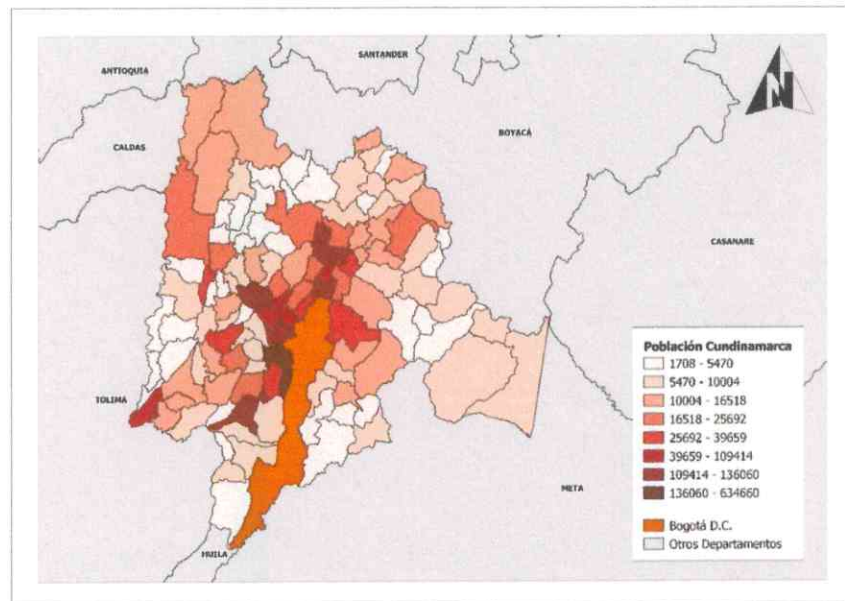 SANTANDER
ANTIOQUIA
N
BOYACÁ
CALDAS
CASANARE
Población Cundinamarca
1708 - 5470
5470 - 10004
10004 - 16518
16518 - 25692
25692 - 39659
39659 - 109414
109414 - 136060
136060 - 634660
Bogotá D.C.
Otros Departamentos
TOLIMA
META
HUILA